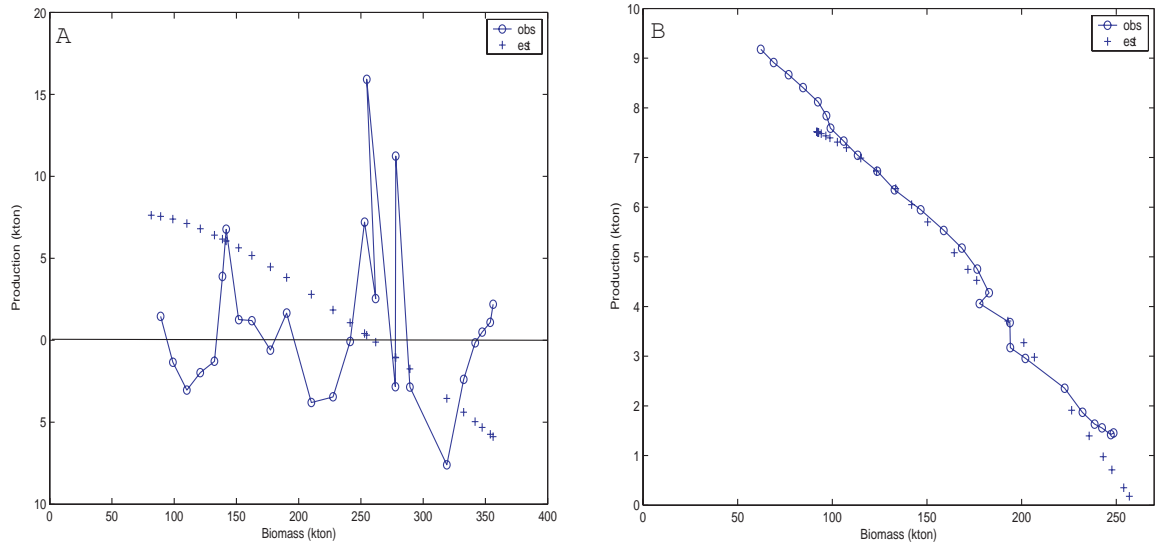 A
obs
est
Production (kton)
20
15
10
5
0
5
10
0 50 100 150 200 250 300 350 400
Biomass (kton)
B
obs
est
Production (kton)
10
9
8
7
6
5
4
3
2
1
0
0 50 100 150 200 250
Biomass (kton)